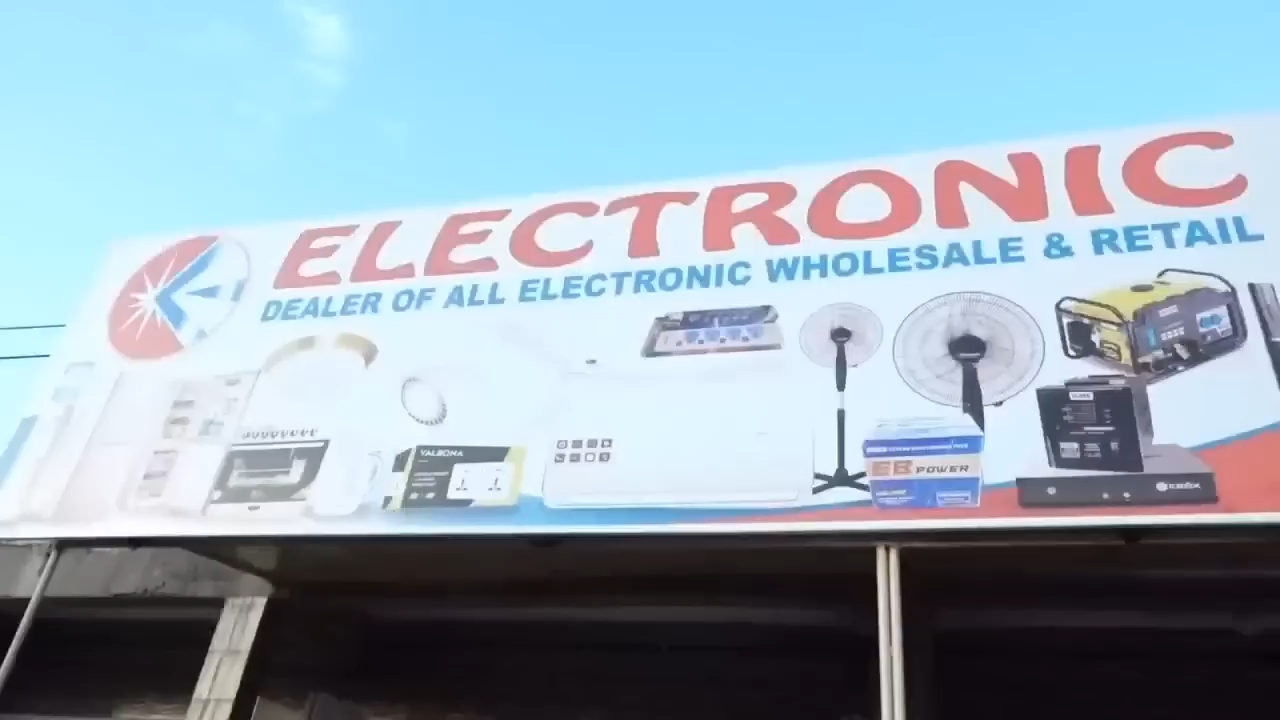 ELECTRONIC
DEALER OF ALL ELECTRONIC WHOLESALE & RETAIL
VALBONA
EB POWER